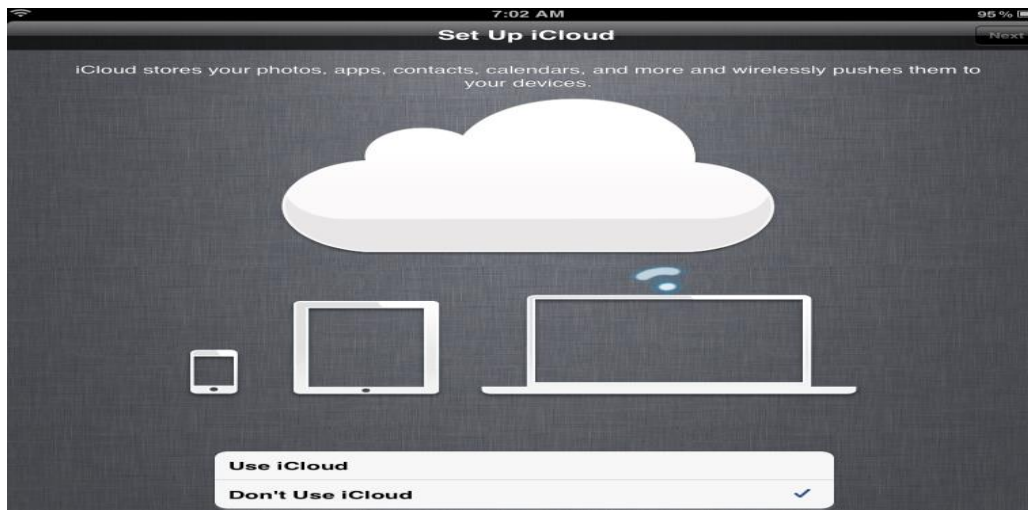 7:02 AM
95 %
Set Up iCloud
Next
iCloud stores your photos, apps, contacts, calendars, and more and wirelessly pushes them to
your devices.
Use iCloud
Don't Use iCloud